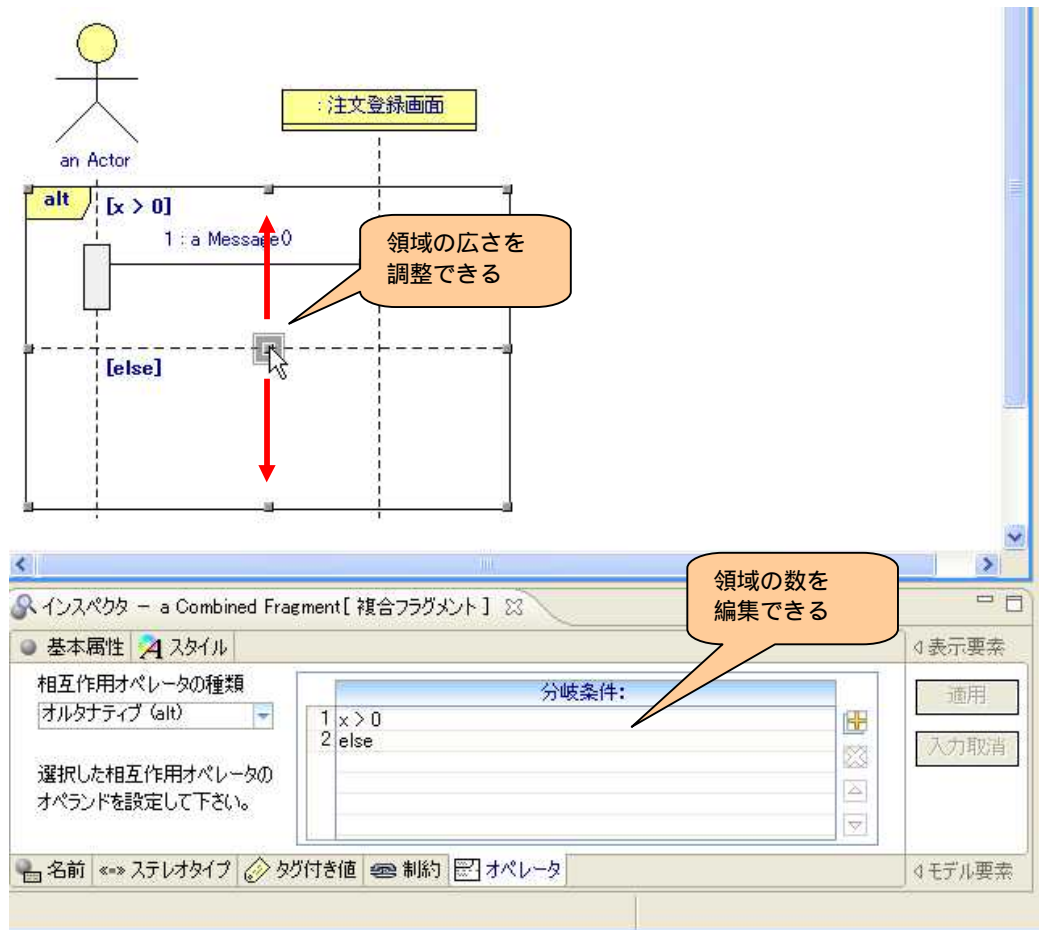 :注文登録画面
an Actor
alt
[x > 0]
1 : a Message()
領域の広さを
調整できる
[else]
領域の数を
編集できる
インスペクタ - a Combined Fragment[ 複合フラグメント ]
基本属性 スタイル
表示要素
相互作用オペレータの種類
オルタナティブ (alt)
選択した相互作用オペレータの
オペランドを設定して下さい。
分岐条件:
1 x > 0
2 else
適用
入力取消
名前 «=» ステレオタイプ タグ付き値 制約 オペレータ
モデル要素